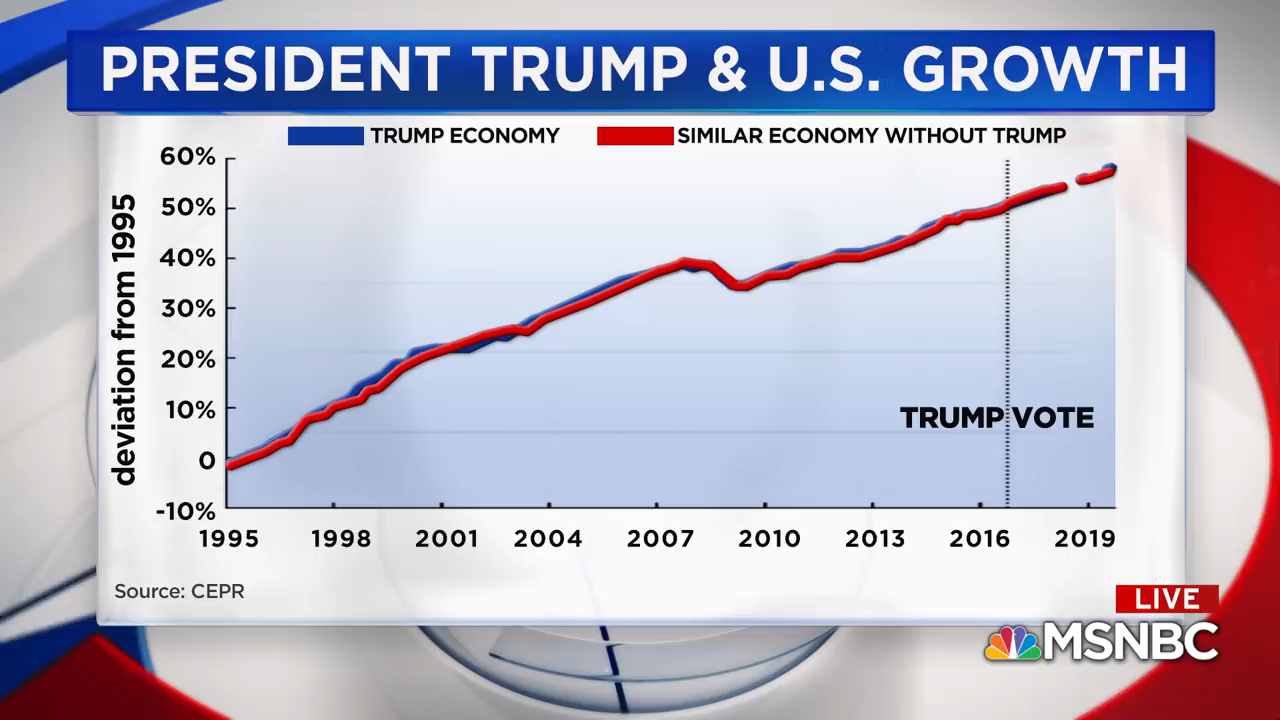 PRESIDENT TRUMP & U.S. GROWTH
TRUMP ECONOMY
SIMILAR ECONOMY WITHOUT TRUMP
deviation from 1995
60%
50%
40%
30%
20%
10%
0
-10%
TRUMP VOTE
1995 1998 2001 2004 2007 2010 2013 2016 2019
Source: CEPR
LIVE
MSNBC